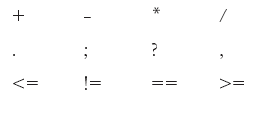 + - * /
. ; ? ,
<= != == >=